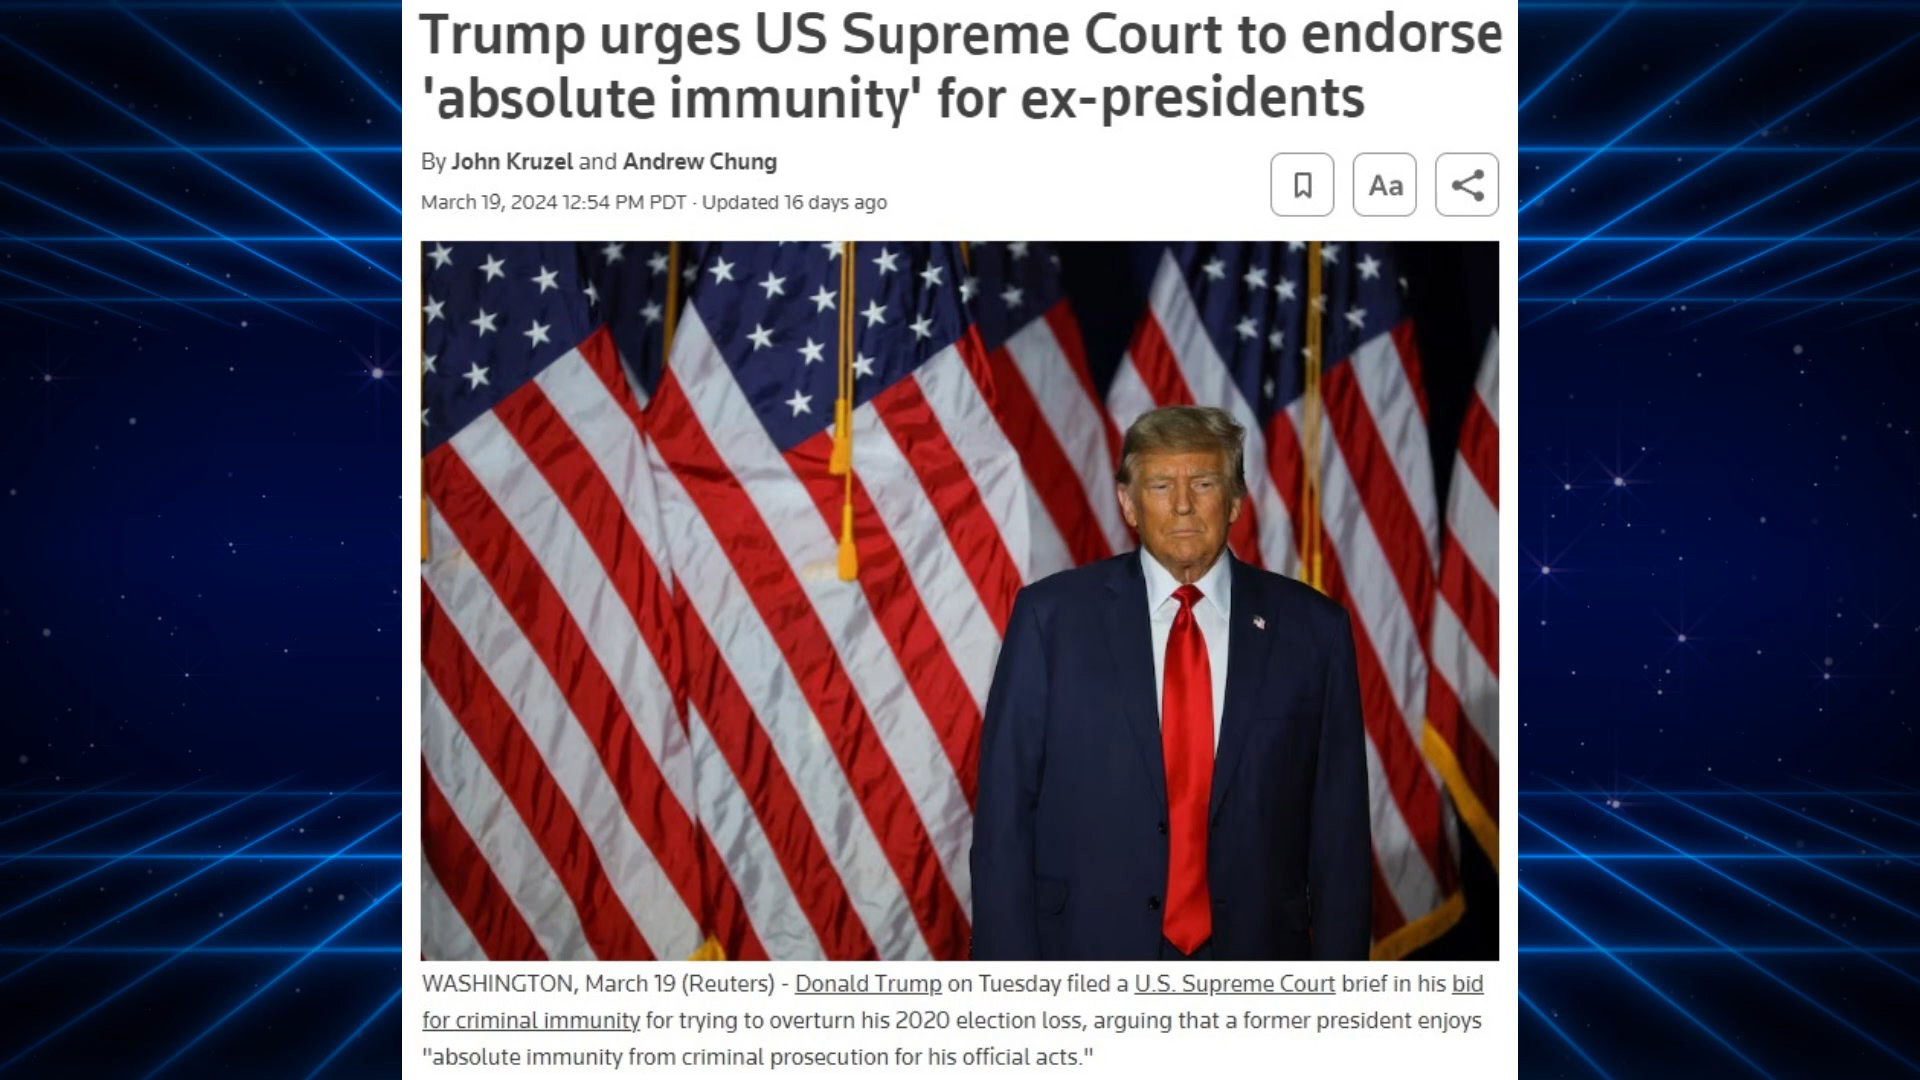 Trump urges US Supreme Court to endorse
'absolute immunity' for ex-presidents
By John Kruzel and Andrew Chung
March 19, 2024 12:54 PM PDT · Updated 16 days ago
Aa
WASHINGTON, March 19 (Reuters) - Donald Trump on Tuesday filed a U.S. Supreme Court brief in his bid
for criminal immunity for trying to overturn his 2020 election loss, arguing that a former president enjoys
"absolute immunity from criminal prosecution for his official acts."